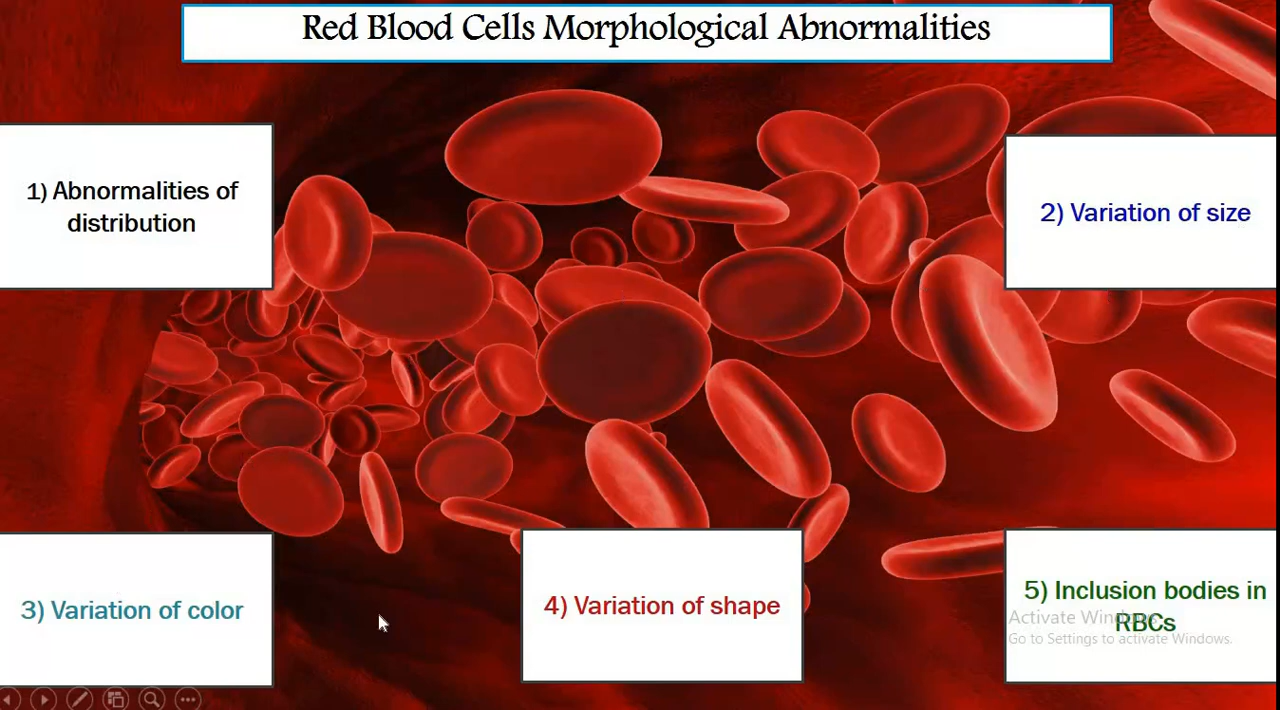 Red Blood Cells Morphological Abnormalities
1) Abnormalities of
distribution
2) Variation of size
3) Variation of color
4) Variation of shape
5) Inclusion bodies in
RBCs
Activate Windows
Go to Settings to activate Windows.